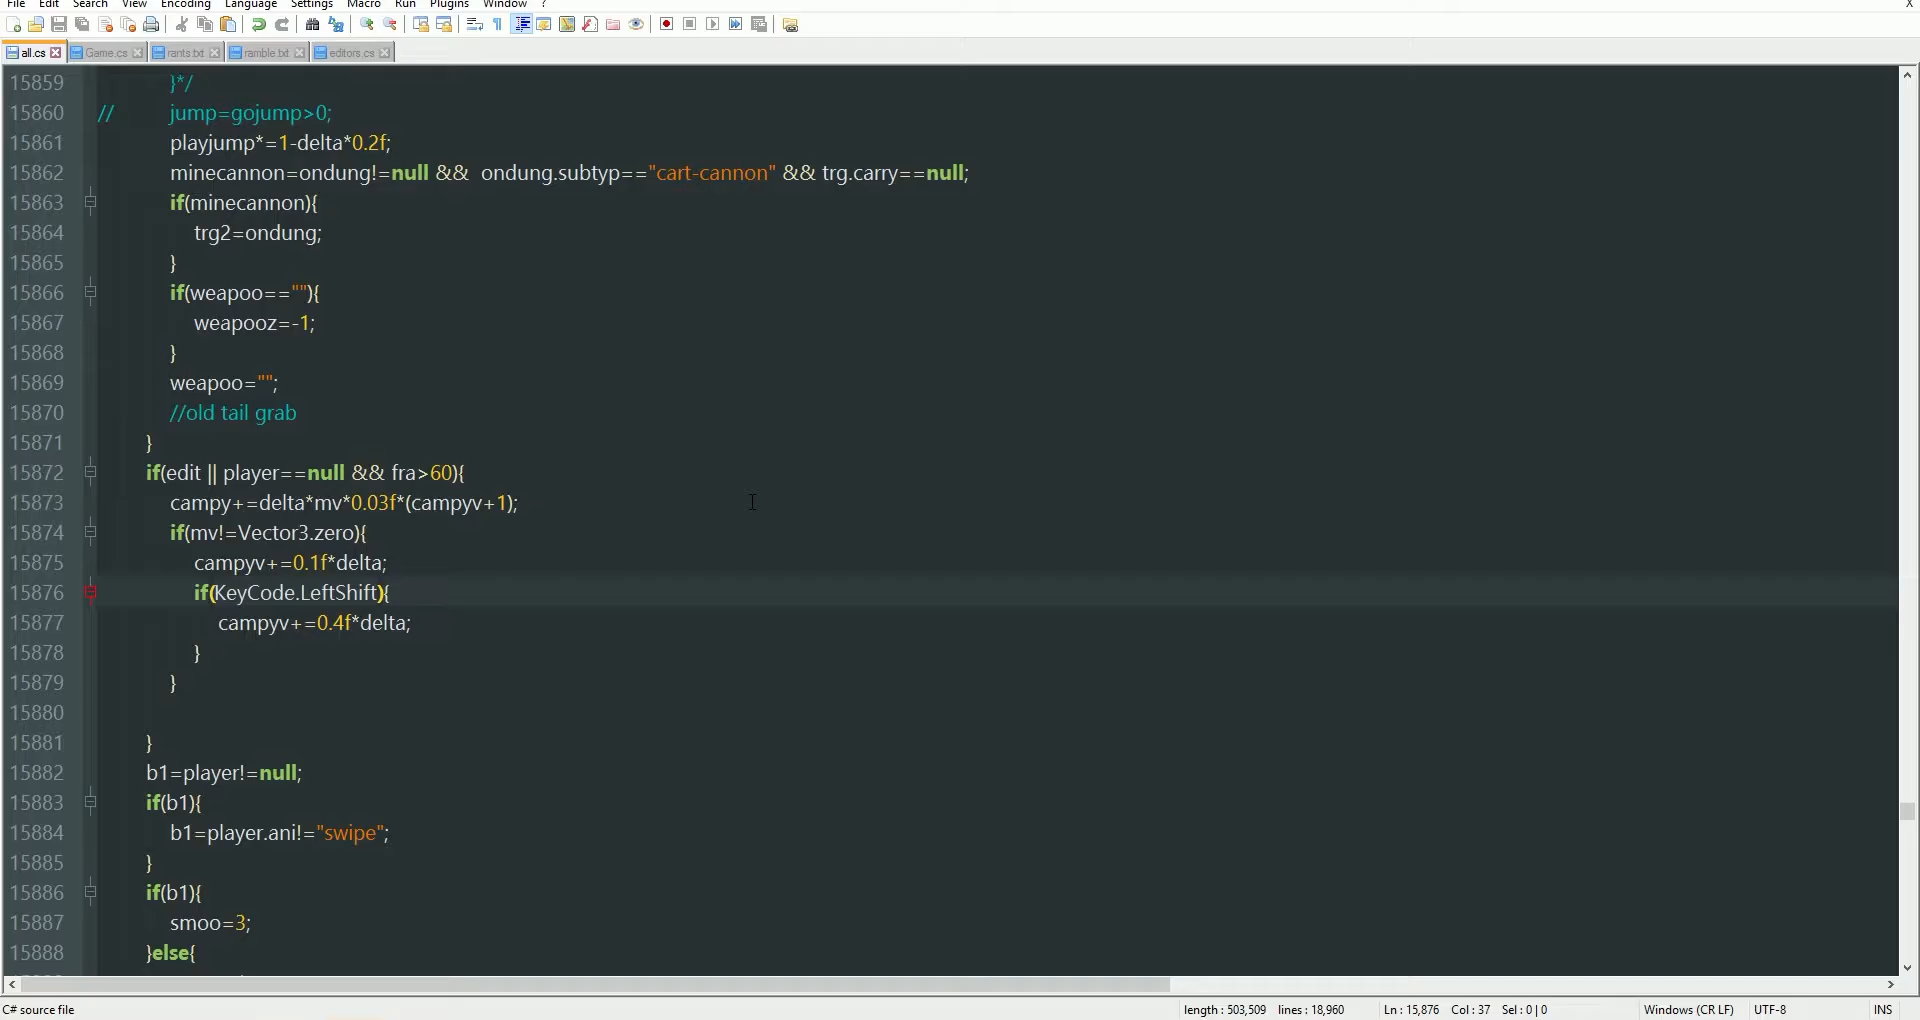 File Edit Search View Encoding Language Settings Macro Run Plugins Window ? X
all.cs Game.cs rants.txt ramble.txt editors.cs
15859 }*/
15860 // jump=gojump>0;
15861 playjump*=1-delta*0.2f;
15862 minecannon=ondung!=null && ondung.subtyp=="cart-cannon" && trg.carry==null;
15863 if(minecannon){
15864 trg2=ondung;
15865 }
15866 if(weapoo==""){
15867 weapooz=-1;
15868 }
15869 weapoo="";
15870 //old tail grab
15871 }
15872 if(edit || player==null && fra>60){
15873 campy+=delta*mv*0.03f*(campyv+1);
15874 if(mv!=Vector3.zero){
15875 campyv+=0.1f*delta;
15876 if(KeyCode.LeftShift){
15877 campyv+=0.4f*delta;
15878 }
15879 }
15880
15881 }
15882 b1=player!=null;
15883 if(b1){
15884 b1=player.ani!="swipe";
15885 }
15886 if(b1){
15887 smoo=3;
15888 }else{
C# source file length : 503,509 lines : 18,960 Ln : 15,876 Col : 37 Sel : 0 | 0 Windows (CR LF) UTF-8 INS